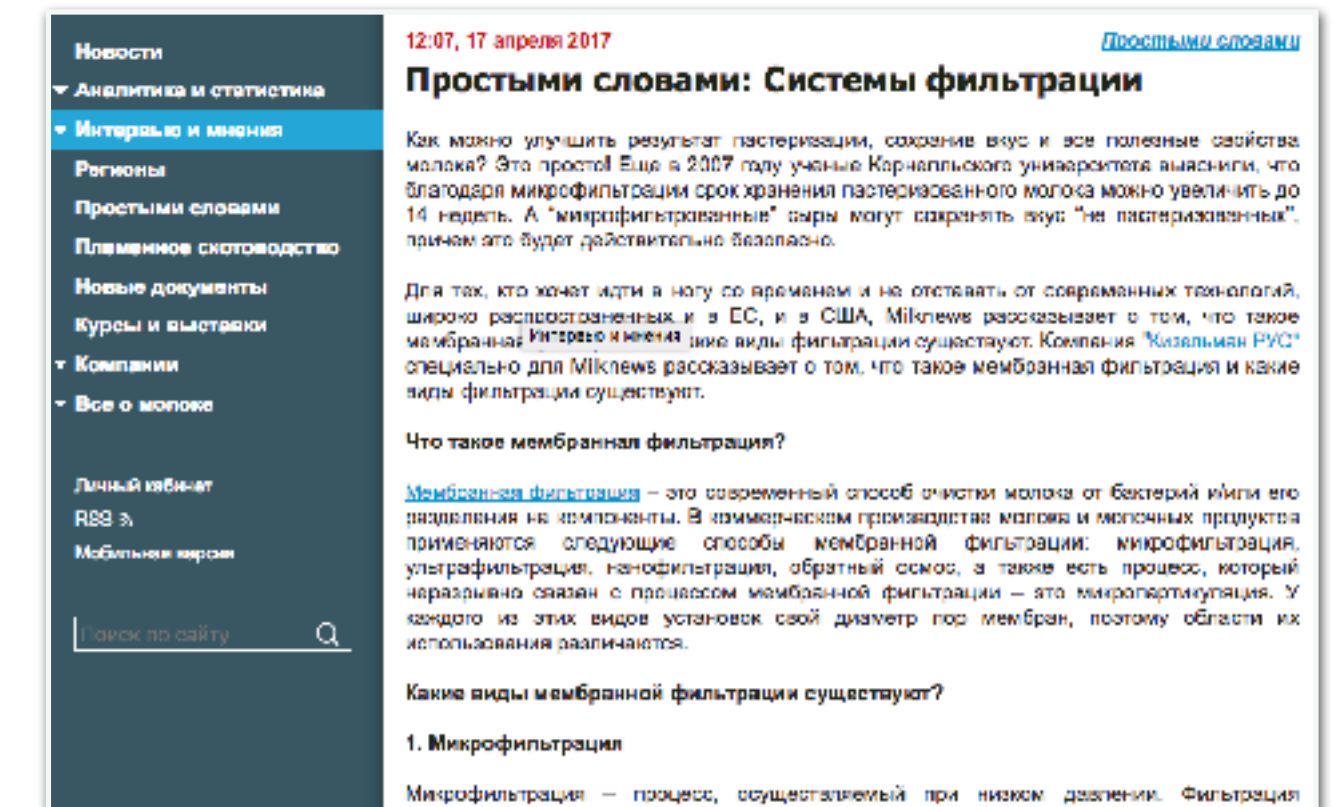 Новости
Аналитика и статистика
Интервью и мнения
Регионы
Простыми словами
Племенное скотоводство
Новые документы
Курсы и выставки
Компании
Все о молоке
Личный кабинет
RSS
Мобильная версия
Поиск по сайту
12:07, 17 апреля 2017
Простыми словами
Простыми словами: Системы фильтрации
Как можно улучшить результат пастеризации, сохранив вкус и все полезные свойства
молока? Это просто! Еще в 2007 году ученые Корнелльского университета выяснили, что
благодаря микрофильтрации срок хранения пастеризованного молока можно увеличить до
14 недель. А "микрофильтрованные" сыры могут сохранять вкус "не пастеризованных",
причем это будет действительно безопасно.
Для тех, кто хочет идти в ногу со временем и не отставать от современных технологий,
широко распространенных и в ЕС, и в США, Milknews рассказывает о том, что такое
мембранная Интервью и мнения какие виды фильтрации существуют. Компания "Кизельман РУС"
специально для Milknews рассказывает о том, что такое мембранная фильтрация и какие
виды фильтрации существуют.
Что такое мембранная фильтрация?
Мембранная фильтрация – это современный способ очистки молока от бактерий и/или его
разделения на компоненты. В коммерческом производстве молока и молочных продуктов
применяются следующие способы мембранной фильтрации: микрофильтрация,
ультрафильтрация, нанофильтрация, обратный осмос, а также есть процесс, который
неразрывно связан с процессом мембранной фильтрации – это микропартикуляция. У
каждого из этих видов установок свой диаметр пор мембран, поэтому области их
использования различаются.
Какие виды мембранной фильтрации существуют?
1. Микрофильтрация
Микрофильтрация – процесс, осуществляемый при низком давлении. Фильтрация